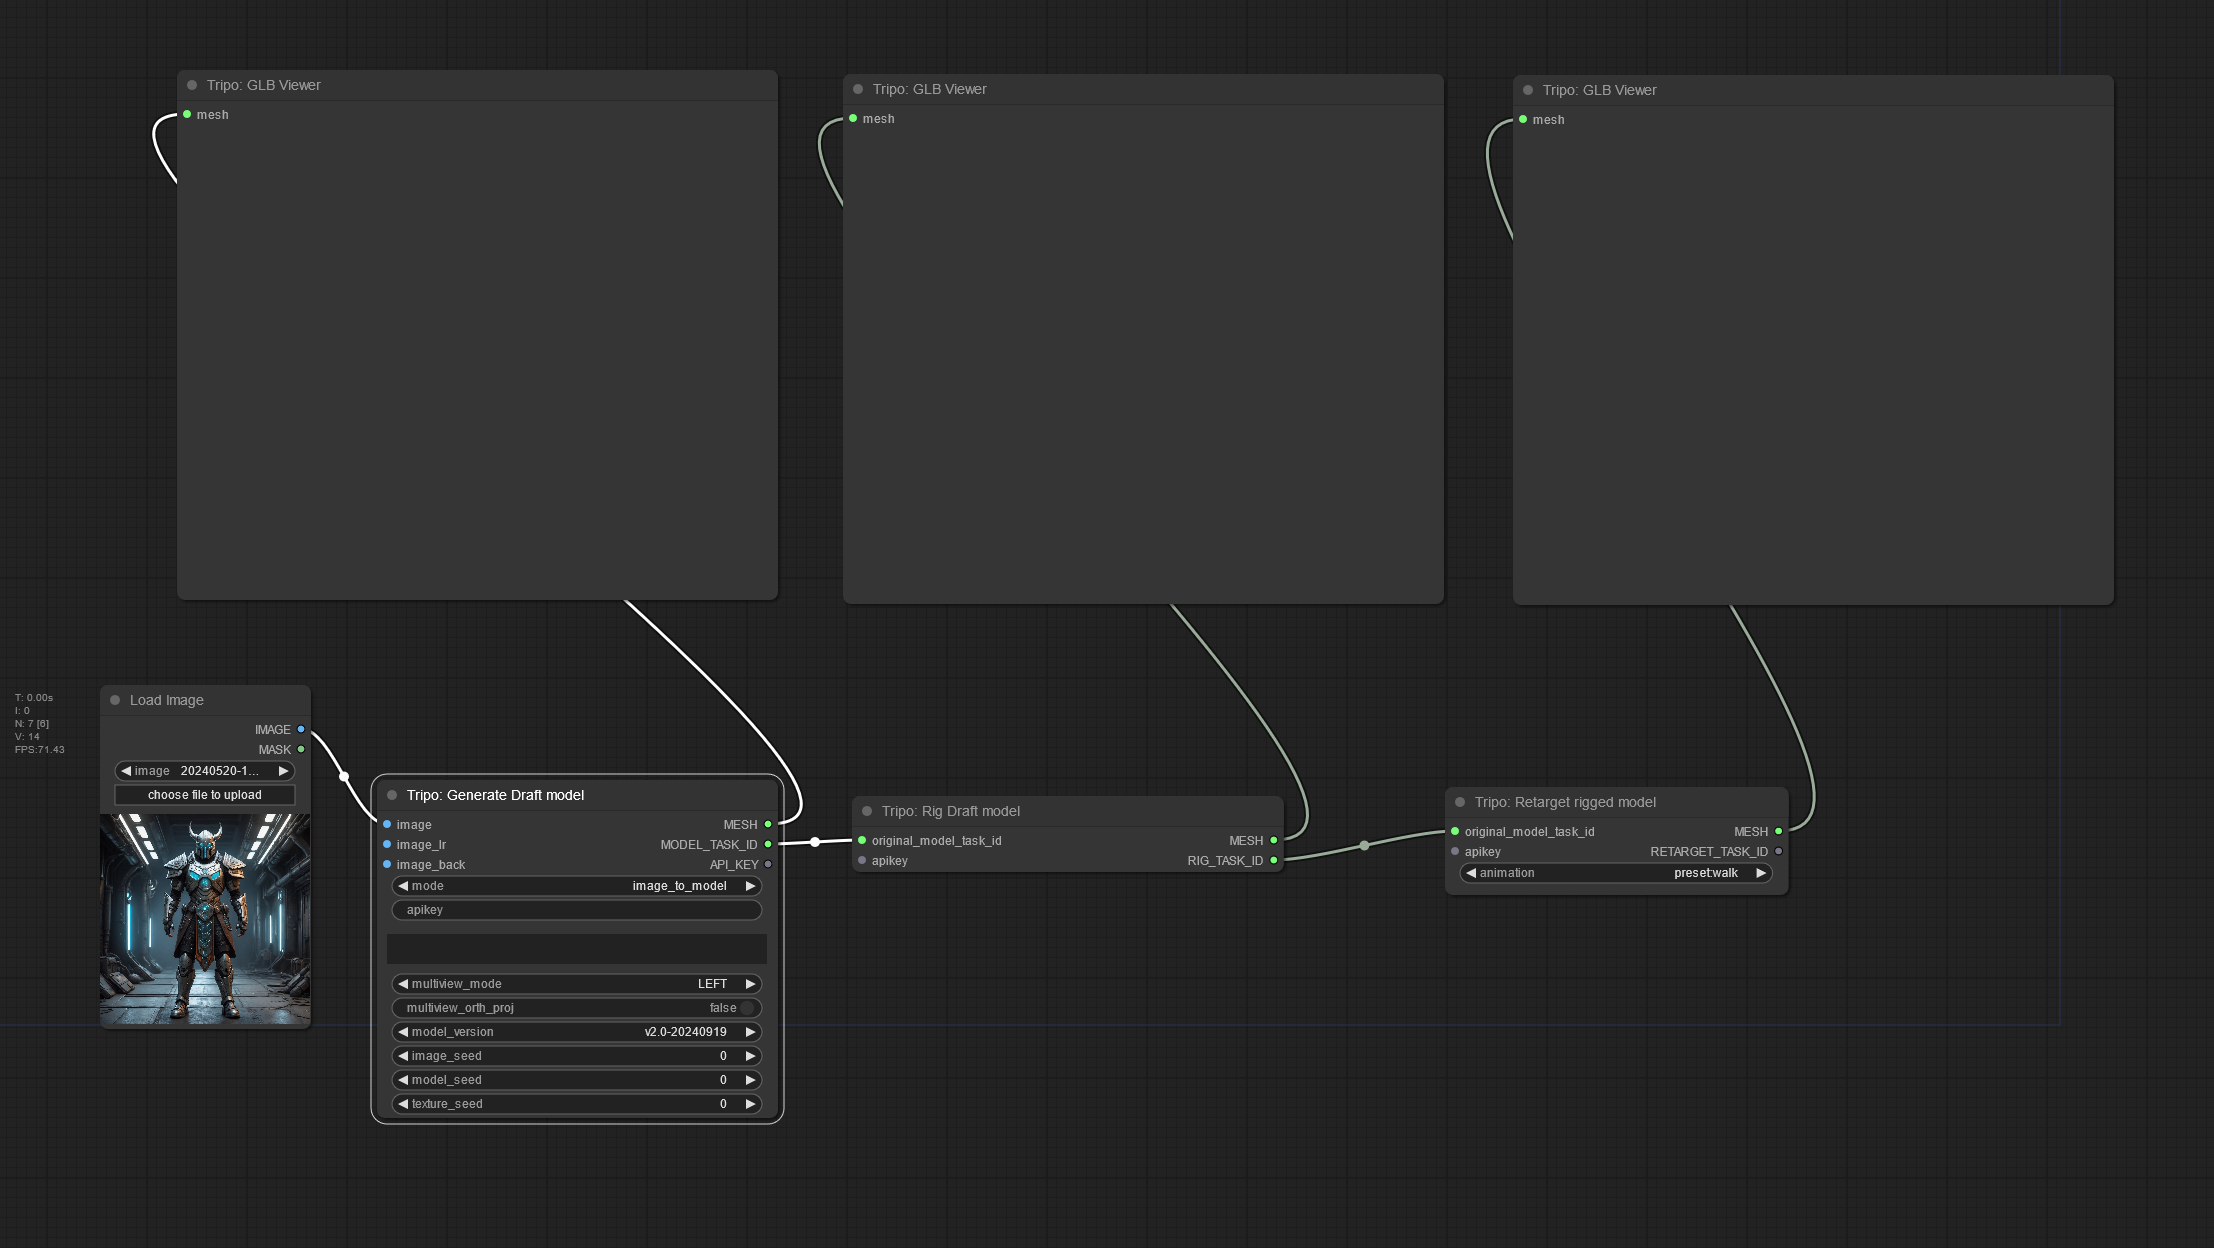 Tripo: GLB Viewer
mesh
Tripo: GLB Viewer
mesh
Tripo: GLB Viewer
mesh
T: 0.00s
I: 0
N: 7 [6]
V: 14
FPS:71.43
Load Image
IMAGE
MASK
image 20240520-1...
choose file to upload
Tripo: Generate Draft model
image MESH
image_lr MODEL_TASK_ID
image_back API_KEY
mode image_to_model
apikey
multiview_mode LEFT
multiview_orth_proj false
model_version v2.0-20240919
image_seed 0
model_seed 0
texture_seed 0
Tripo: Rig Draft model
original_model_task_id MESH
apikey RIG_TASK_ID
Tripo: Retarget rigged model
original_model_task_id MESH
apikey RETARGET_TASK_ID
animation preset:walk